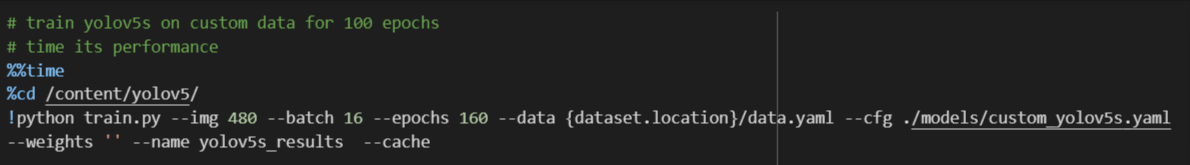 # train yolov5s on custom data for 100 epochs
# time its performance
%%time
%cd /content/yolov5/
!python train.py --img 480 --batch 16 --epochs 160 --data {dataset.location}/data.yaml --cfg ./models/custom_yolov5s.yaml
--weights '' --name yolov5s_results  --cache